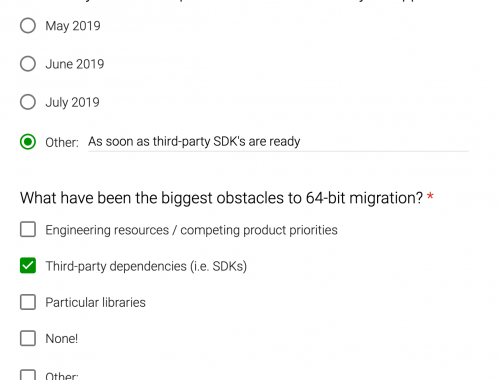 May 2019
June 2019
July 2019
Other: As soon as third-party SDK's are ready
What have been the biggest obstacles to 64-bit migration? *
Engineering resources / competing product priorities
Third-party dependencies (i.e. SDKs)
Particular libraries
None!
Other: